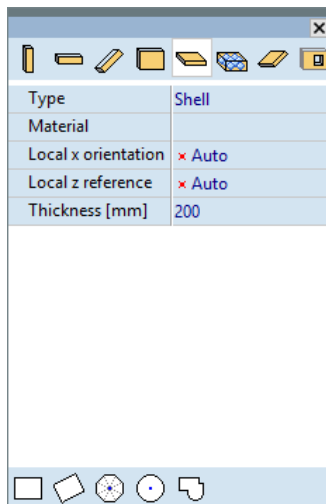 Type Shell
Material
Local x orientation × Auto
Local z reference × Auto
Thickness [mm] 200